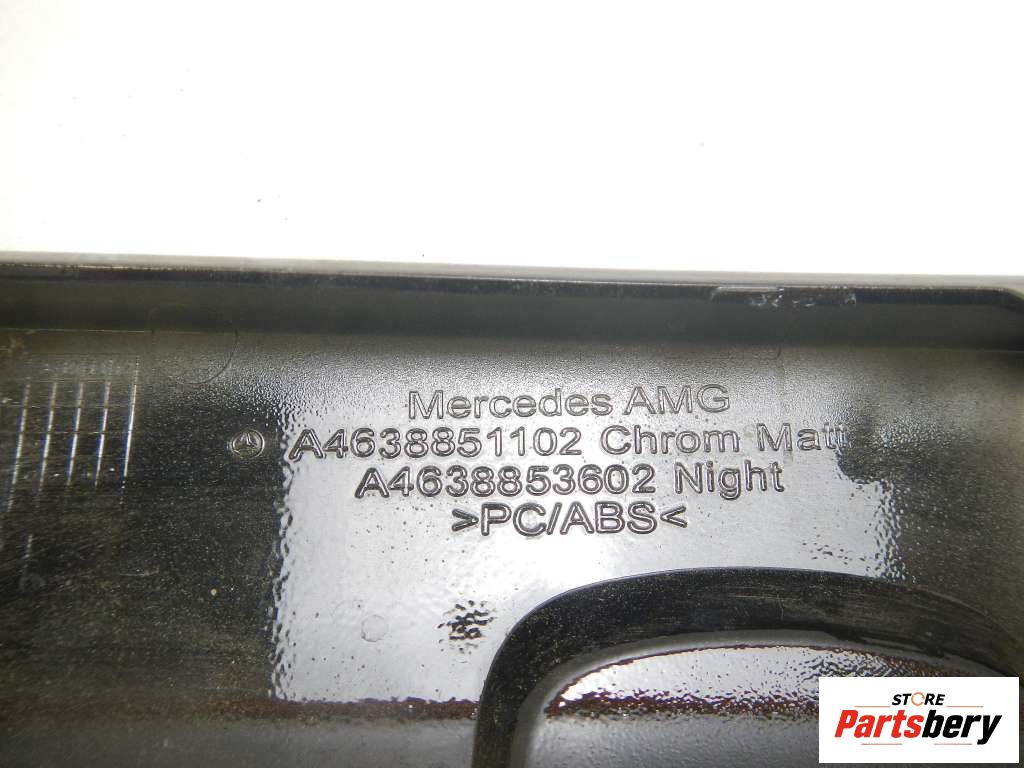 Mercedes AMG
A4638851102 Chrom Matt
A4638853602 Night
>PC/ABS<
STORE
Partsbery